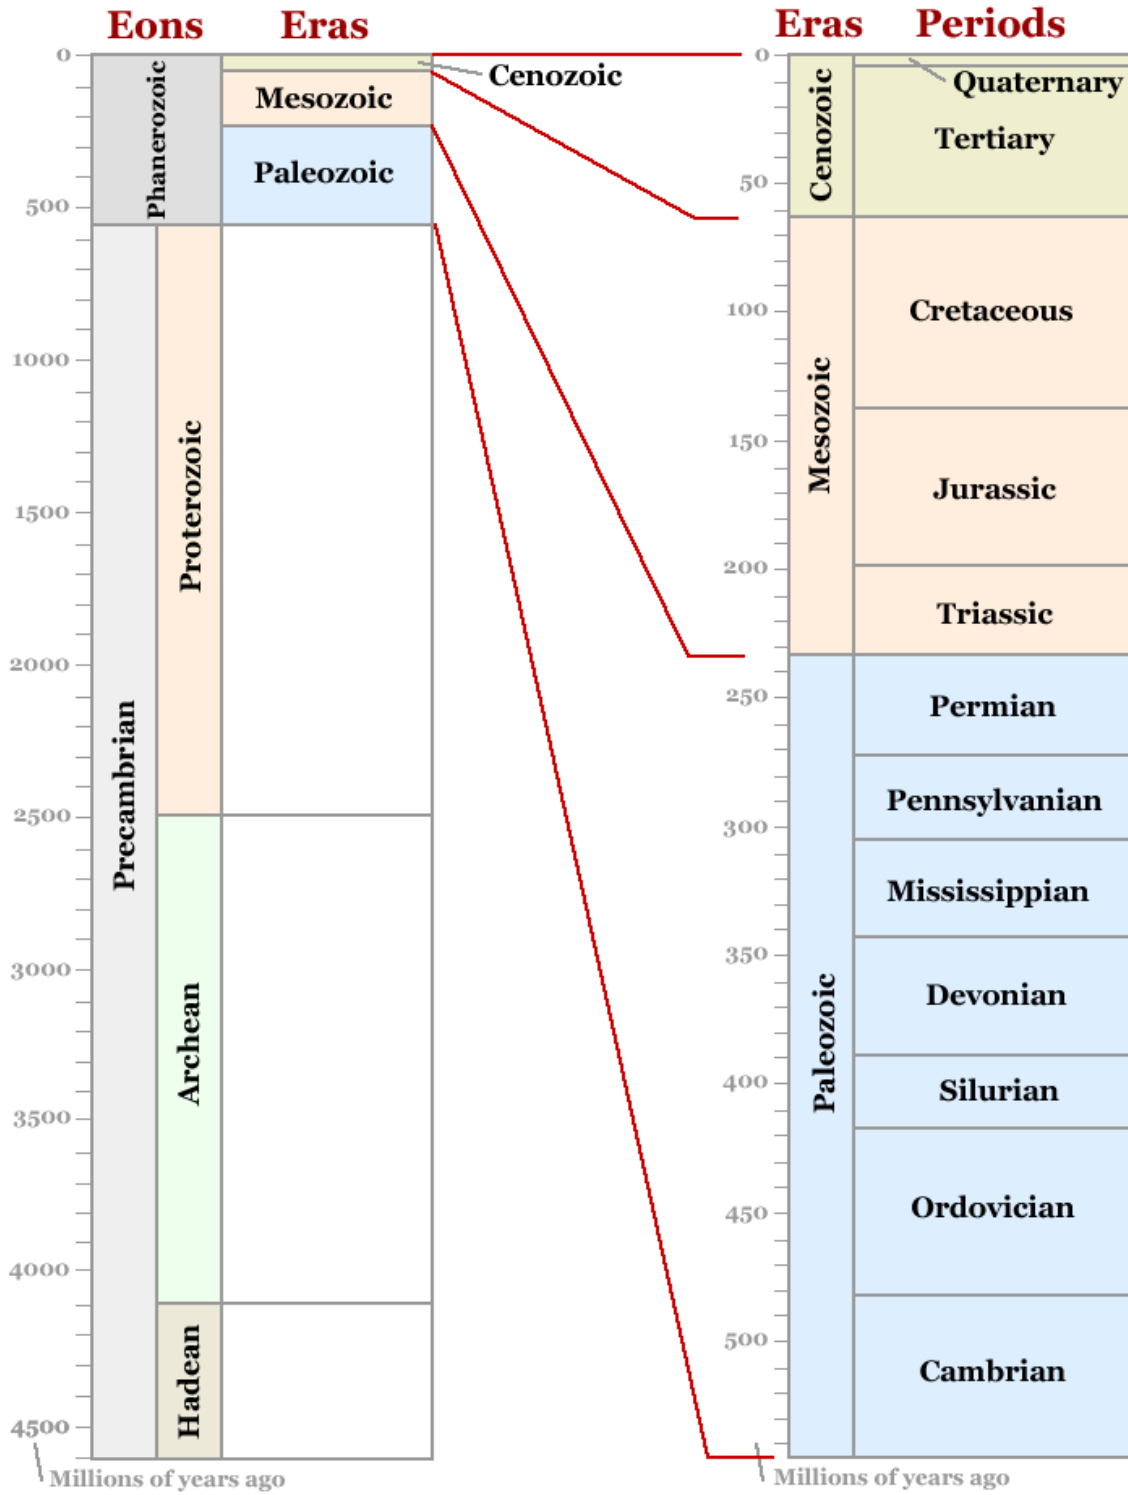 Eons Eras
0
500
1000
1500
2000
2500
3000
3500
4000
4500
Millions of years ago
Phanerozoic
Precambrian
Proterozoic
Archean
Hadean
Cenozoic
Mesozoic
Paleozoic
Eras Periods
0
50
100
150
200
250
300
350
400
450
500
Millions of years ago
Cenozoic
Mesozoic
Paleozoic
Quaternary
Tertiary
Cretaceous
Jurassic
Triassic
Permian
Pennsylvanian
Mississippian
Devonian
Silurian
Ordovician
Cambrian